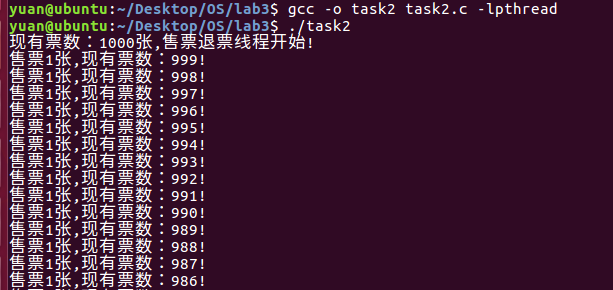 yuan@ubuntu:~/Desktop/OS/lab3$ gcc -o task2 task2.c -lpthread
yuan@ubuntu:~/Desktop/OS/lab3$ ./task2
现有票数：1000张,售票退票线程开始!
售票1张,现有票数：999!
售票1张,现有票数：998!
售票1张,现有票数：997!
售票1张,现有票数：996!
售票1张,现有票数：995!
售票1张,现有票数：994!
售票1张,现有票数：993!
售票1张,现有票数：992!
售票1张,现有票数：991!
售票1张,现有票数：990!
售票1张,现有票数：989!
售票1张,现有票数：988!
售票1张,现有票数：987!
售票1张,现有票数：986!